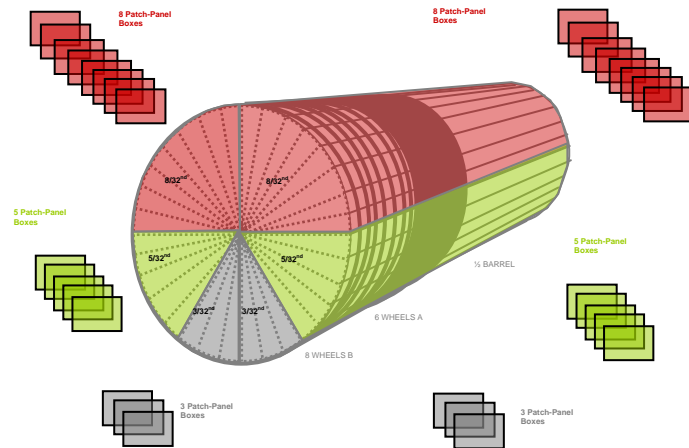 8 Patch-Panel
Boxes
8 Patch-Panel
Boxes
8/32nd
8/32nd
5 Patch-Panel
Boxes
5/32nd
5/32nd
5 Patch-Panel
Boxes
½ BARREL
3/32nd
3/32nd
6 WHEELS A
8 WHEELS B
3 Patch-Panel
Boxes
3 Patch-Panel
Boxes